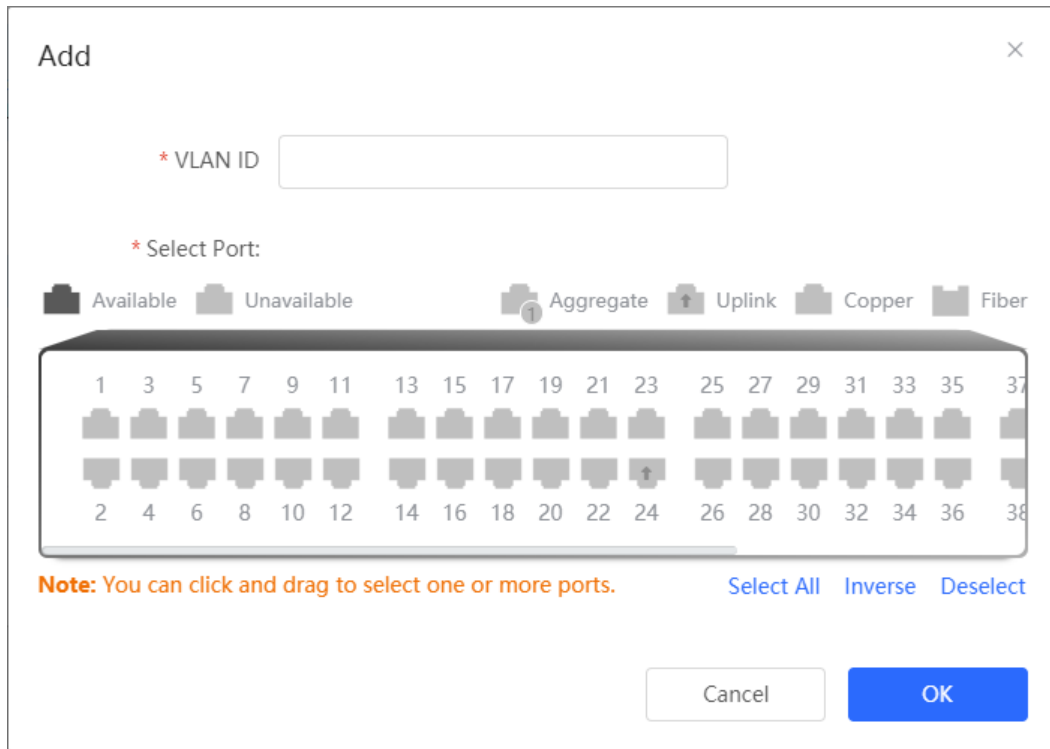 Add
* VLAN ID
* Select Port:
Available Unavailable 1 Aggregate Uplink Copper Fiber
1 3 5 7 9 11 13 15 17 19 21 23 25 27 29 31 33 35 37
2 4 6 8 10 12 14 16 18 20 22 24 26 28 30 32 34 36 38
Note: You can click and drag to select one or more ports. Select All Inverse Deselect
Cancel OK